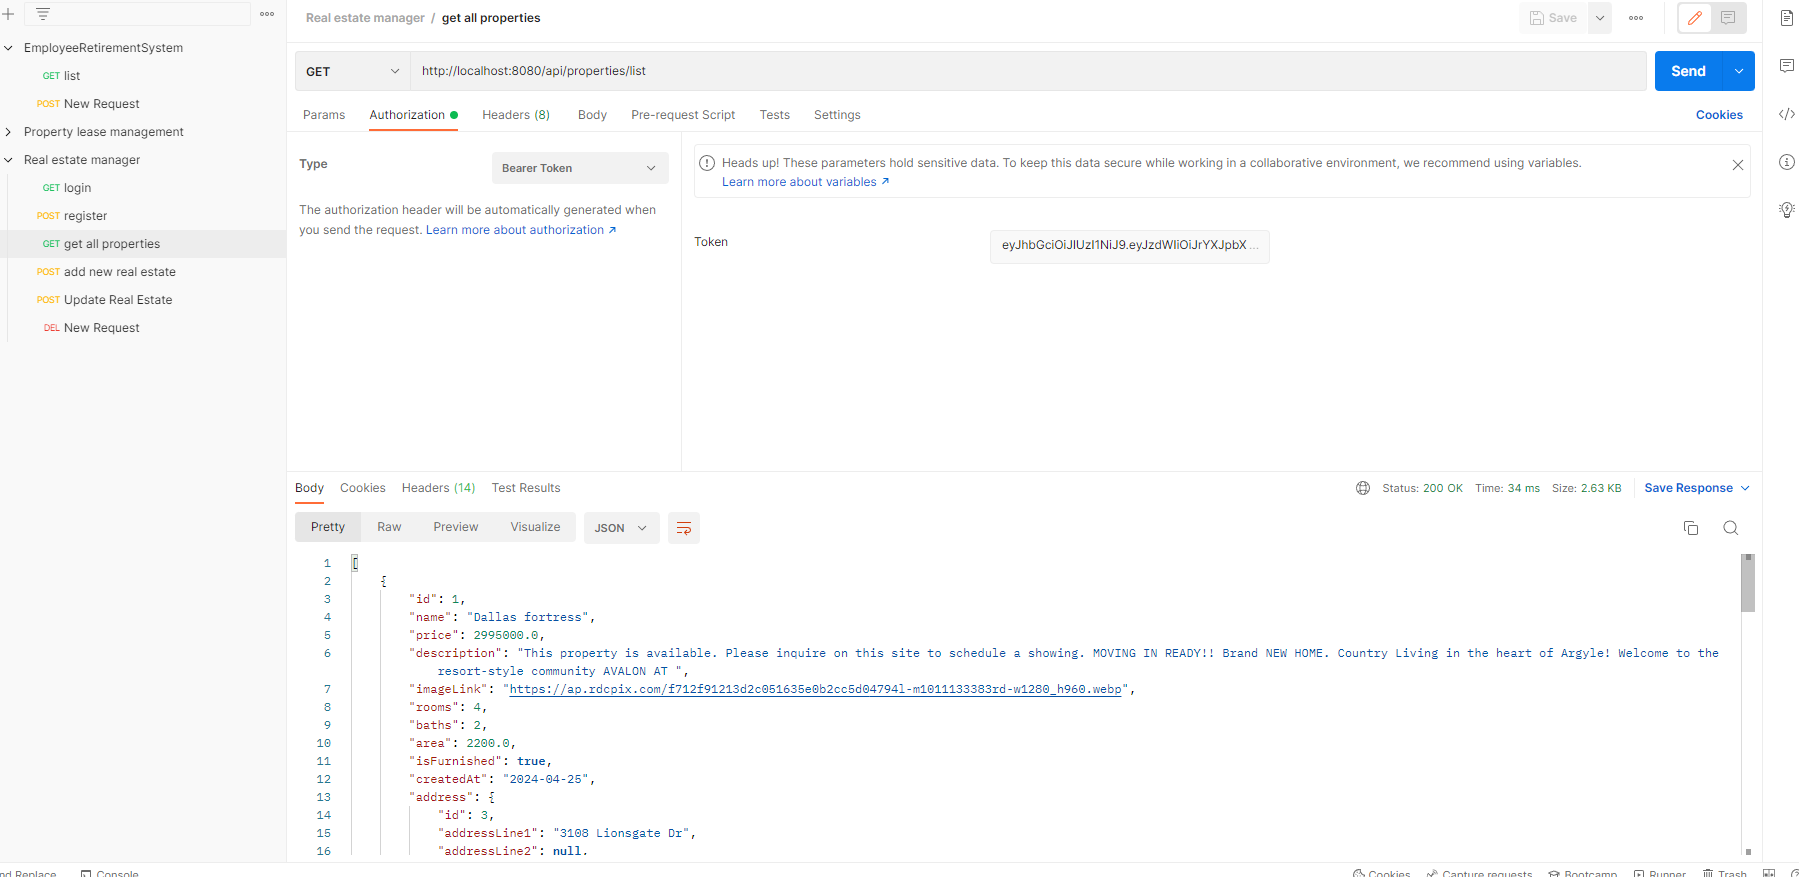 Real estate manager / get all properties
Save
EmployeeRetirementSystem
GET list
POST New Request
Property lease management
Real estate manager
GET login
POST register
GET get all properties
POST add new real estate
POST Update Real Estate
DEL New Request
GET
http://localhost:8080/api/properties/list
Send
Params
Authorization
Headers (8)
Body
Pre-request Script
Tests
Settings
Cookies
Type
Bearer Token
The authorization header will be automatically generated when
you send the request. Learn more about authorization ↗
Heads up! These parameters hold sensitive data. To keep this data secure while working in a collaborative environment, we recommend using variables.
Learn more about variables ↗
Token
eyJhbGciOiJIUzI1NiJ9.eyJzdWIiOiJrYXJpbX...
Body
Cookies
Headers (14)
Test Results
Status: 200 OK
Time: 34 ms
Size: 2.63 KB
Save Response
Pretty
Raw
Preview
Visualize
JSON
1 [
2 {
3 "id": 1,
4 "name": "Dallas fortress",
5 "price": 2995000.0,
6 "description": "This property is available. Please inquire on this site to schedule a showing. MOVING IN READY!! Brand NEW HOME. Country Living in the heart of Argyle! Welcome to the
resort-style community AVALON AT ",
7 "imageLink": "https://ap.rdcpix.com/f712f91213d2c051635e0b2cc5d04794l-m1011133383rd-w1280_h960.webp",
8 "rooms": 4,
9 "baths": 2,
10 "area": 2200.0,
11 "isFurnished": true,
12 "createdAt": "2024-04-25",
13 "address": {
14 "id": 3,
15 "addressLine1": "3108 Lionsgate Dr",
16 "addressLine2": null,
nd Replace
Console
Cookies
Capture requests
Bootcamp
Runner
Trash